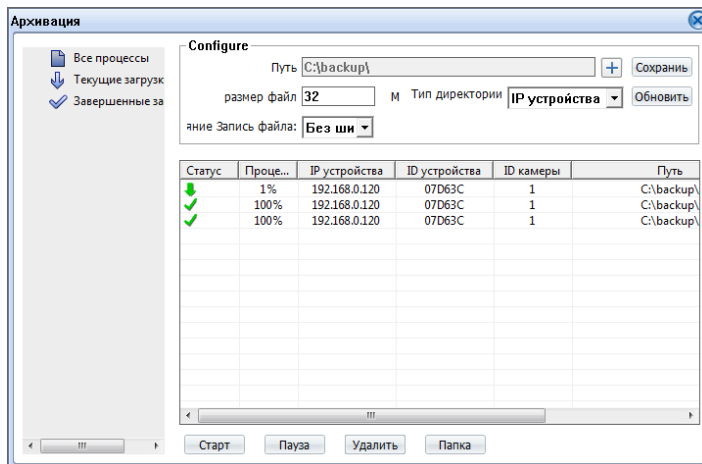 Архивация
Все процессы
Текущие загрузк
Завершенные за
Configure
Путь C:\backup\ + Сохрань
размер файл 32 М Тип директории IP устройства Обновить
ание Запись файла: Без ши
Статус Проце... IP устройства ID устройства ID камеры Путь
1% 192.168.0.120 07D63C 1 C:\backup\
100% 192.168.0.120 07D63C 1 C:\backup\
100% 192.168.0.120 07D63C 1 C:\backup\
Старт Пауза Удалить Папка